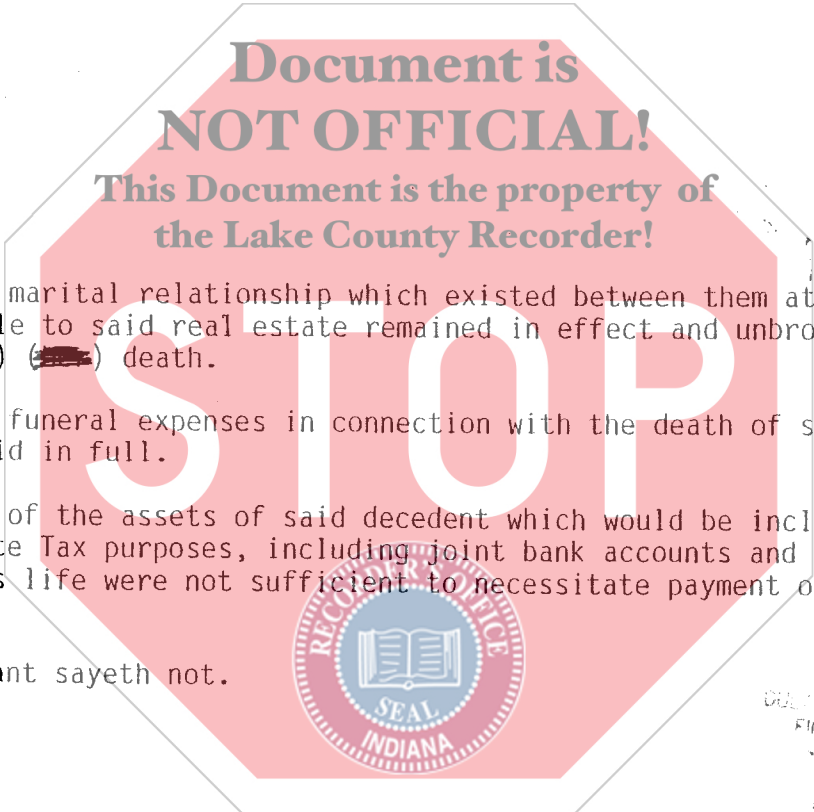 Document is
NOT OFFICIAL!
This Document is the property of
the Lake County Recorder!
marital relationship which existed between them at
le to said real estate remained in effect and unbro
) ( ) death.
STOP
funeral expenses in connection with the death of s
id in full.
of the assets of said decedent which would be incl
te Tax purposes, including joint bank accounts and
s life were not sufficient to necessitate payment o
RECORDER'S OFFICE
SEAL
INDIANA
ant sayeth not.